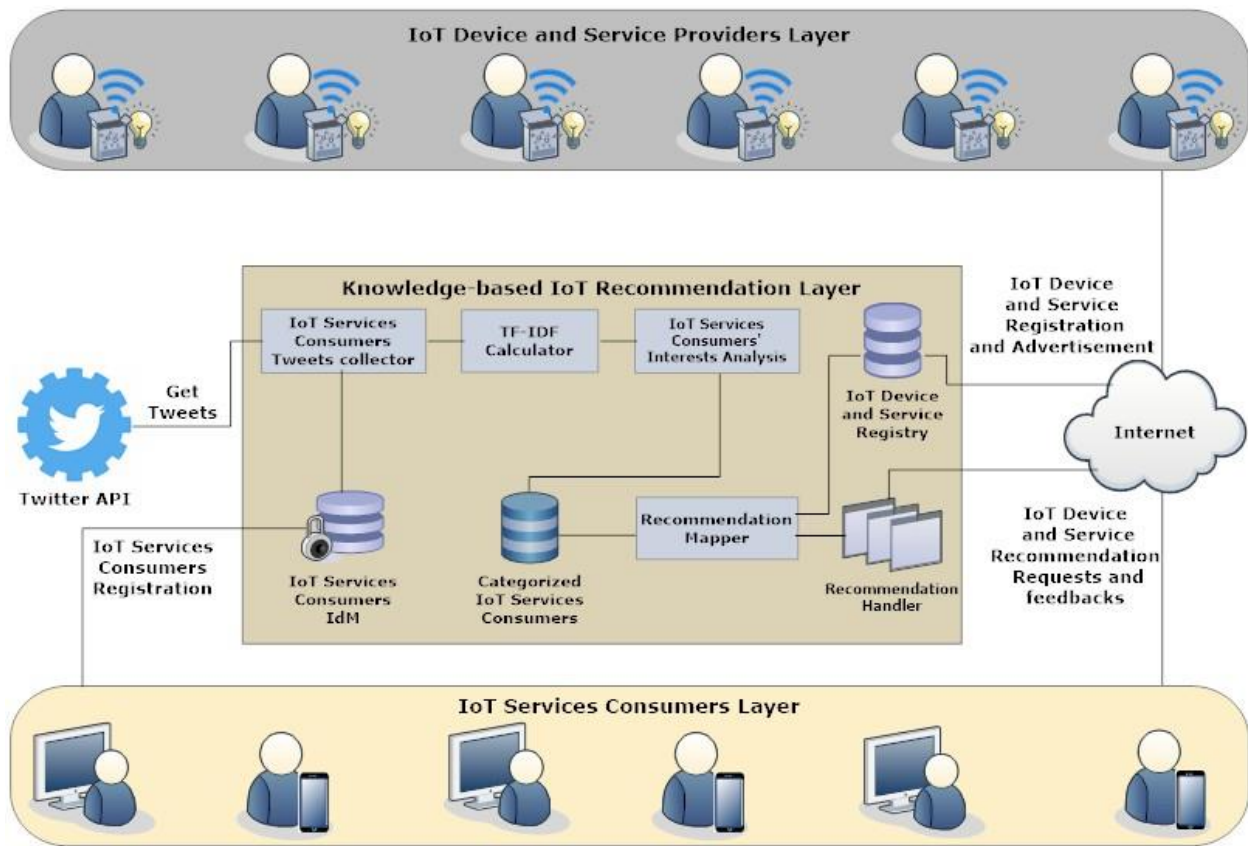 IoT Device and Service Providers Layer
Knowledge-based IoT Recommendation Layer
IoT Services
Consumers
Tweets collector
TF-IDF
Calculator
IoT Services
Consumers'
Interests Analysis
IoT Device
and Service
Registry
IoT Device
and Service
Registration
and Advertisement
Get
Tweets
Twitter API
Internet
IoT Services
Consumers
Registration
IoT Services
Consumers
IdM
Categorized
IoT Services
Consumers
Recommendation
Mapper
Recommendation
Handler
IoT Device
and Service
Recommendation
Requests and
feedbacks
IoT Services Consumers Layer